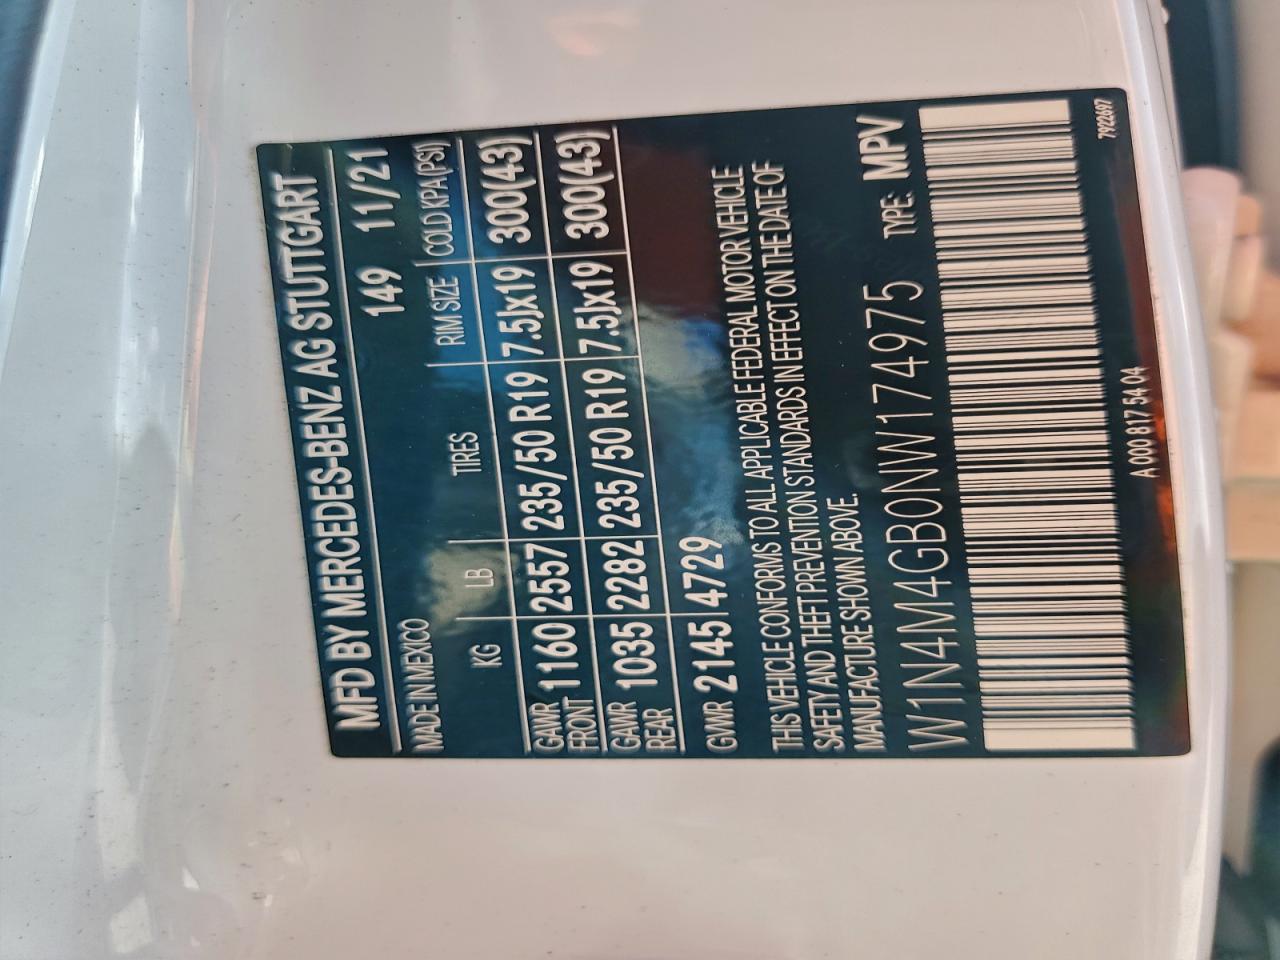 MFD BY MERCEDES-BENZ AG STUTTGART
MADE IN MEXICO 149 11/21
KG LB TIRES RIM SIZE COLD KPA (PSI)
GAWR FRONT 1160 2557 235/50 R19 7.5Jx19 300(43)
GAWR REAR 1035 2282 235/50 R19 7.5Jx19 300(43)
GVWR 2145 4729
THIS VEHICLE CONFORMS TO ALL APPLICABLE FEDERAL MOTOR VEHICLE
SAFETY AND THEFT PREVENTION STANDARDS IN EFFECT ON THE DATE OF
MANUFACTURE SHOWN ABOVE.
W1N4M4GB0NW174975 TYPE: MPV
A 000 817 54 04
7922697